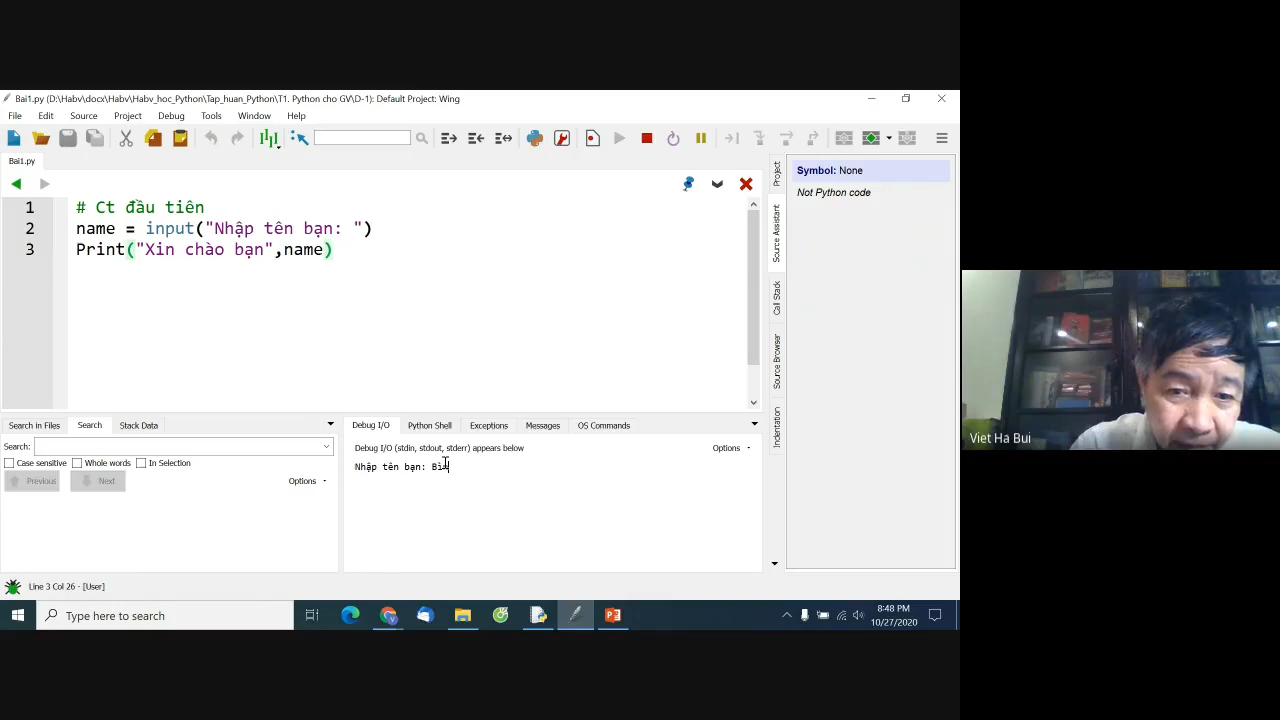 Bai1.py (D:\Habv\docx\Habv\Habv_hoc_Python\Tap_huan_Python\T1. Python cho GV\D-1): Default Project: Wing
File Edit Source Project Debug Tools Window Help
Bai1.py
1 # Ct đầu tiên
2 name = input("Nhập tên bạn: ")
3 Print("Xin chào bạn",name)
Project
Source Assistant
Call Stack
Source Browser
Indentation
Symbol: None
Not Python code
Viet Ha Bui
Search in Files Search Stack Data
Search:
Case sensitive Whole words In Selection
Previous Next Options
Debug I/O Python Shell Exceptions Messages OS Commands
Debug I/O (stdin, stdout, stderr) appears below Options
Nhập tên bạn:
Line 3 Col 26 - [User]
Type here to search
8:48 PM
10/27/2020